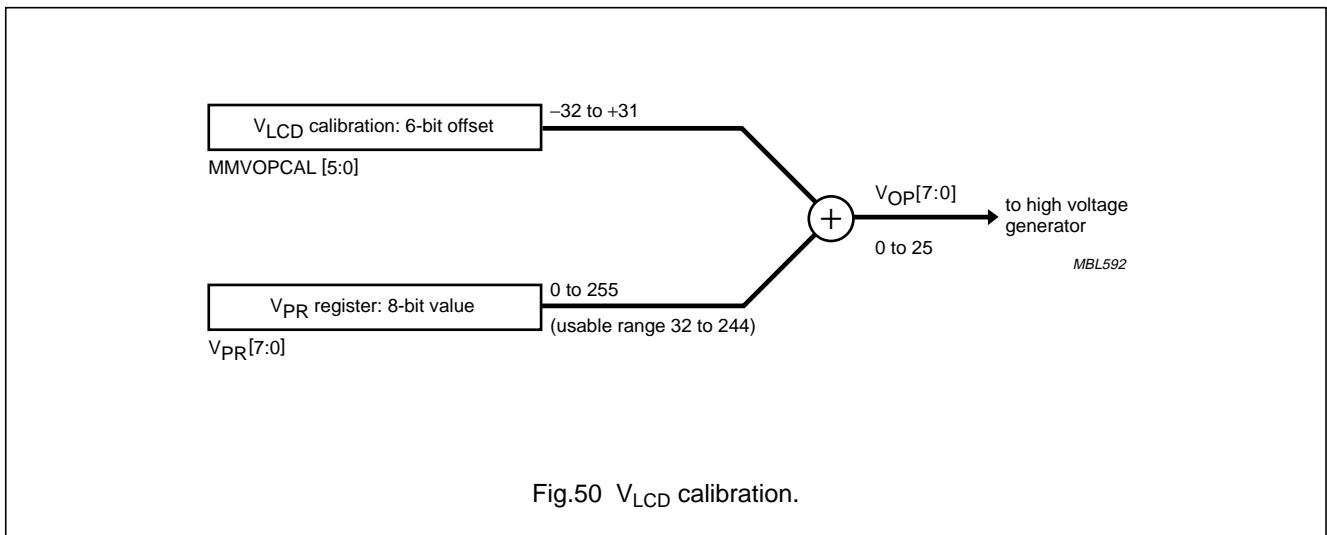 −32 to +31
V_LCD calibration: 6-bit offset
MMVOPCAL [5:0]
V_OP[7:0]
to high voltage
generator
0 to 25
MBL592
0 to 255
V_PR register: 8-bit value
(usable range 32 to 244)
V_PR[7:0]
Fig.50 V_LCD calibration.